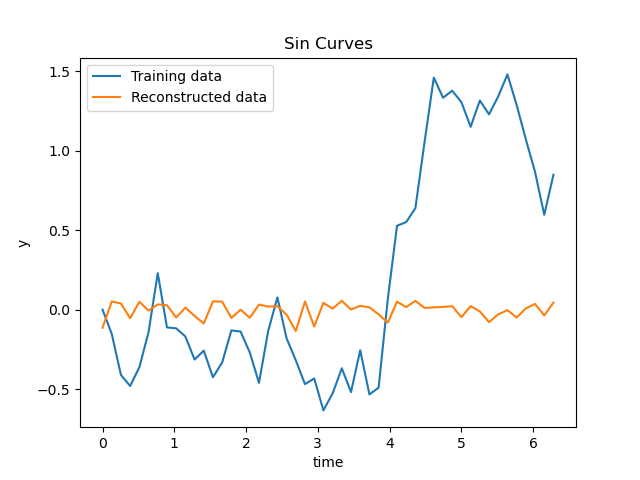 Sin Curves
Training data
Reconstructed data
1.5
1.0
0.5
0.0
−0.5
y
0 1 2 3 4 5 6
time